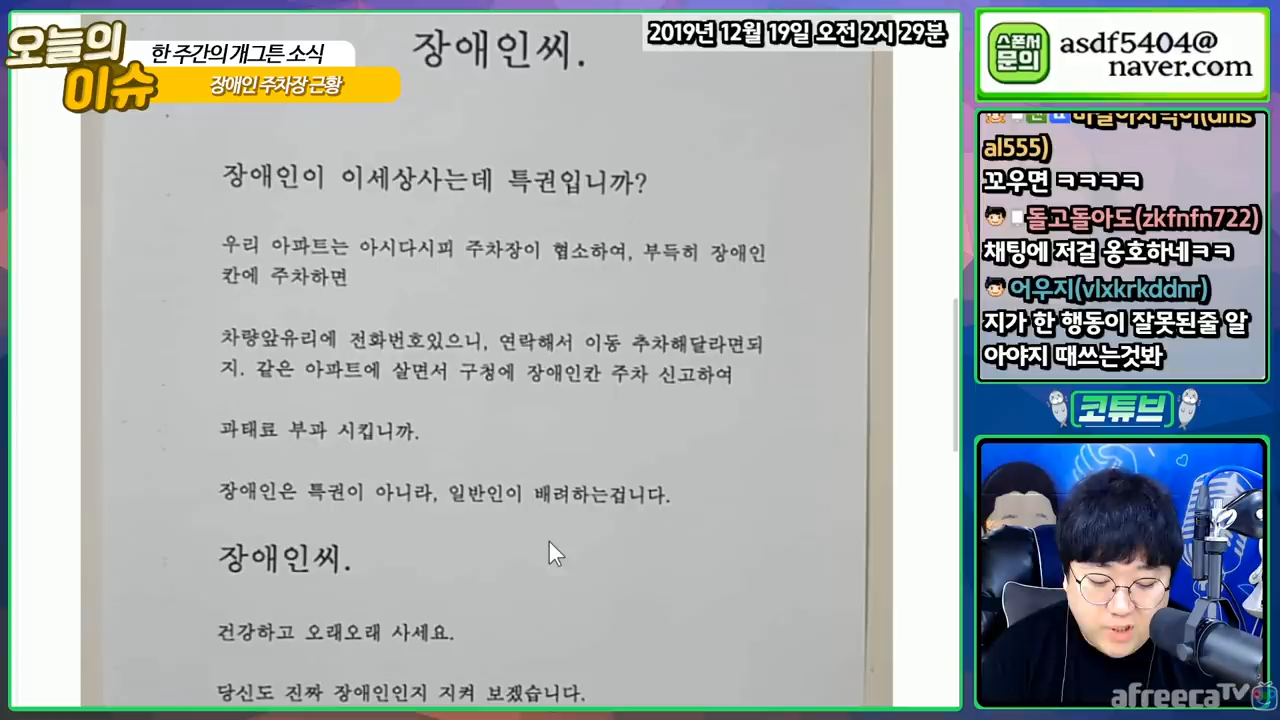 오늘의
이슈
한 주간의 개그튼 소식
장애인 주차장 근황
2019년 12월 19일 오전 2시 29분
장애인씨.
장애인이 이세상사는데 특권입니까?
우리 아파트는 아시다시피 주차장이 협소하여, 부득히 장애인
칸에 주차하면
차량앞유리에 전화번호있으니, 연락해서 이동 추차해달라면되
지. 같은 아파트에 살면서 구청에 장애인칸 주차 신고하여
과태료 부과 시킵니까.
장애인은 특권이 아니라, 일반인이 배려하는겁니다.
장애인씨.
건강하고 오래오래 사세요.
당신도 진짜 장애인인지 지켜 보겠습니다.
스폰서
문의
asdf5404@
naver.com
al555)
꼬우면 ㅋㅋㅋㅋ
돌고돌아도(zkfnfn722)
채팅에 저걸 옹호하네ㅋㅋ
어우지(vlxkrkddnr)
지가 한 행동이 잘못된줄 알
아야지 때쓰는것봐
코튜브
afreecaTV